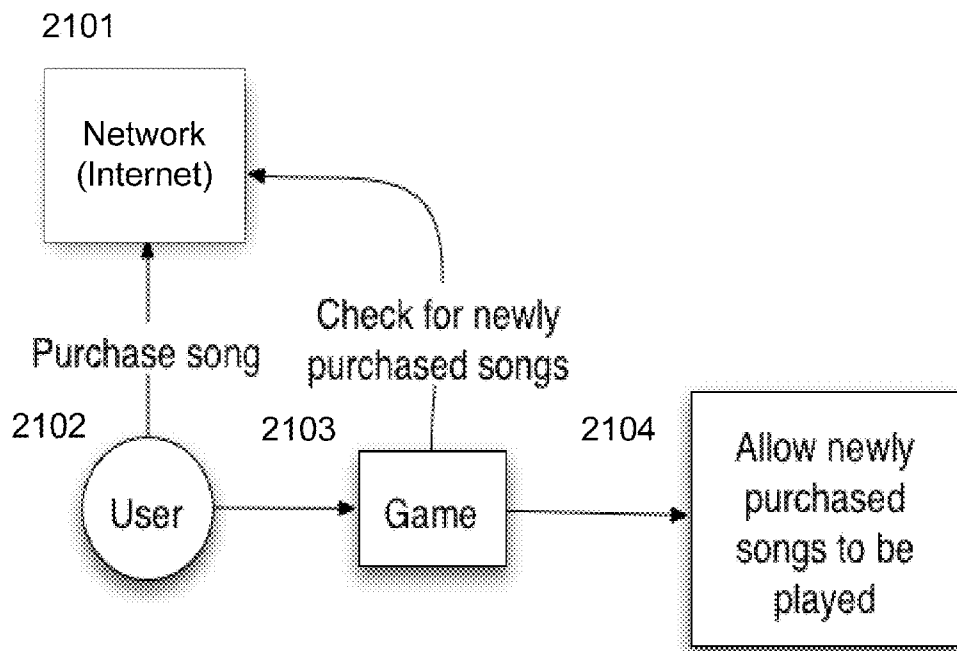 2101
Network
(Internet)
Check for newly
purchased songs
Purchase song
2102
2103
2104
User
Game
Allow newly
purchased
songs to be
played